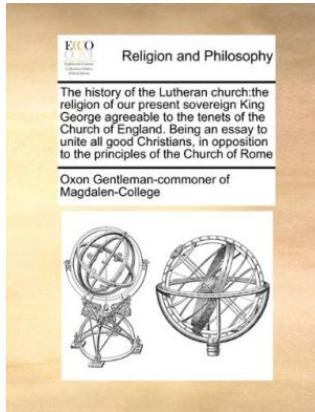 ECCO
Religion and Philosophy
The history of the Lutheran church:the
religion of our present sovereign King
George agreeable to the tenets of the
Church of England. Being an essay to
unite all good Christians, in opposition
to the principles of the Church of Rome
Oxon Gentleman-commoner of
Magdalen-College